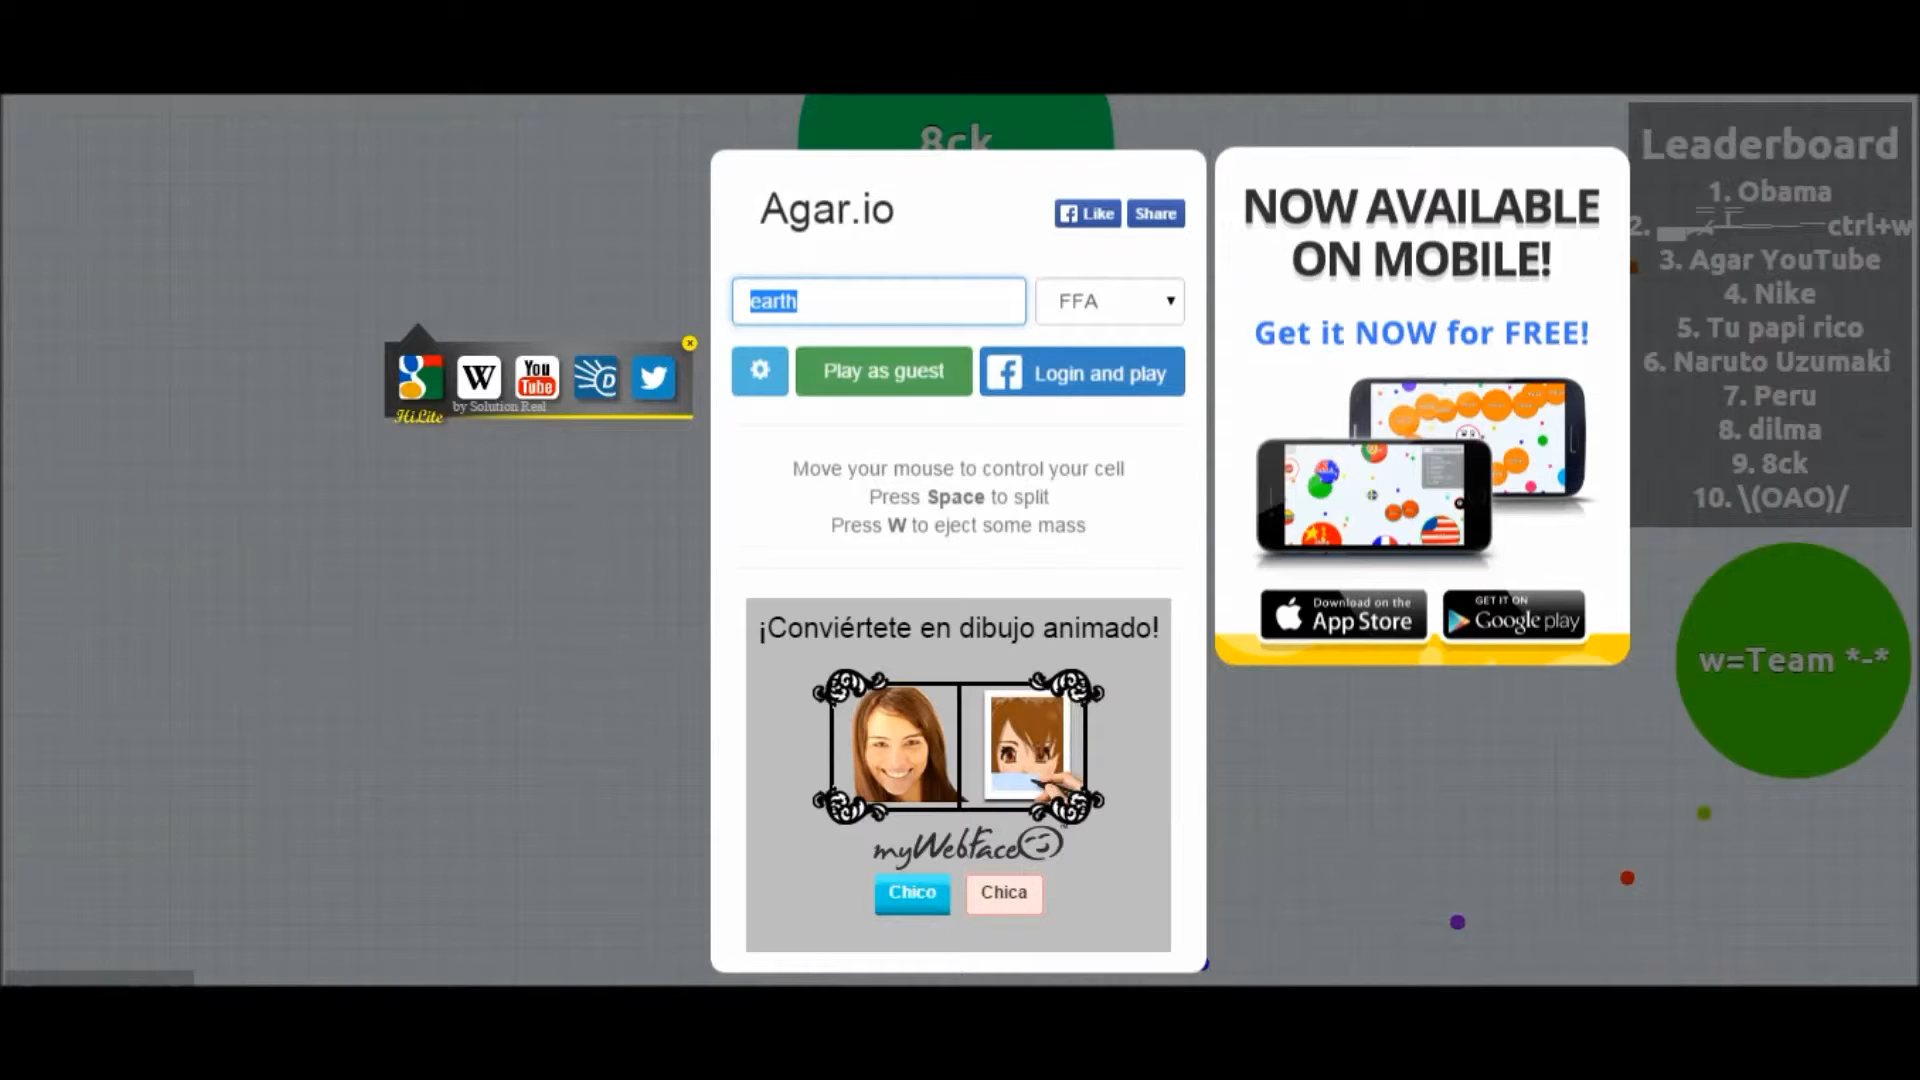 8ck
Agar.io
Like
Share
earth
FFA
Play as guest
Login and play
Move your mouse to control your cell
Press Space to split
Press W to eject some mass
¡Conviértete en dibujo animado!
myWebFace
Chico
Chica
W
You
Tube
D
by Solution Real
HiLite
NOW AVAILABLE
ON MOBILE!
Get it NOW for FREE!
Download on the
App Store
GET IT ON
Google play
Leaderboard
1. Obama
2. ctrl+w
3. Agar YouTube
4. Nike
5. Tu papi rico
6. Naruto Uzumaki
7. Peru
8. dilma
9. 8ck
10. \(OAO)/
w=Team *-*